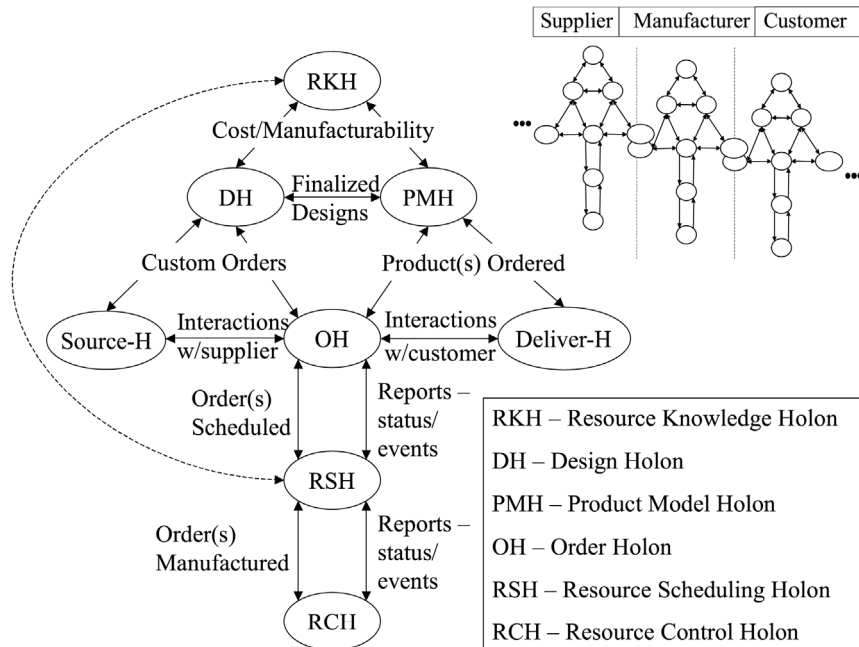 Supplier Manufacturer Customer
RKH
Cost/Manufacturability
DH
Finalized
Designs
PMH
Custom Orders
Product(s) Ordered
Source-H
Interactions
w/supplier
OH
Interactions
w/customer
Deliver-H
Order(s)
Scheduled
Reports –
status/
events
RSH
Order(s)
Manufactured
Reports –
status/
events
RCH
RKH – Resource Knowledge Holon
DH – Design Holon
PMH – Product Model Holon
OH – Order Holon
RSH – Resource Scheduling Holon
RCH – Resource Control Holon